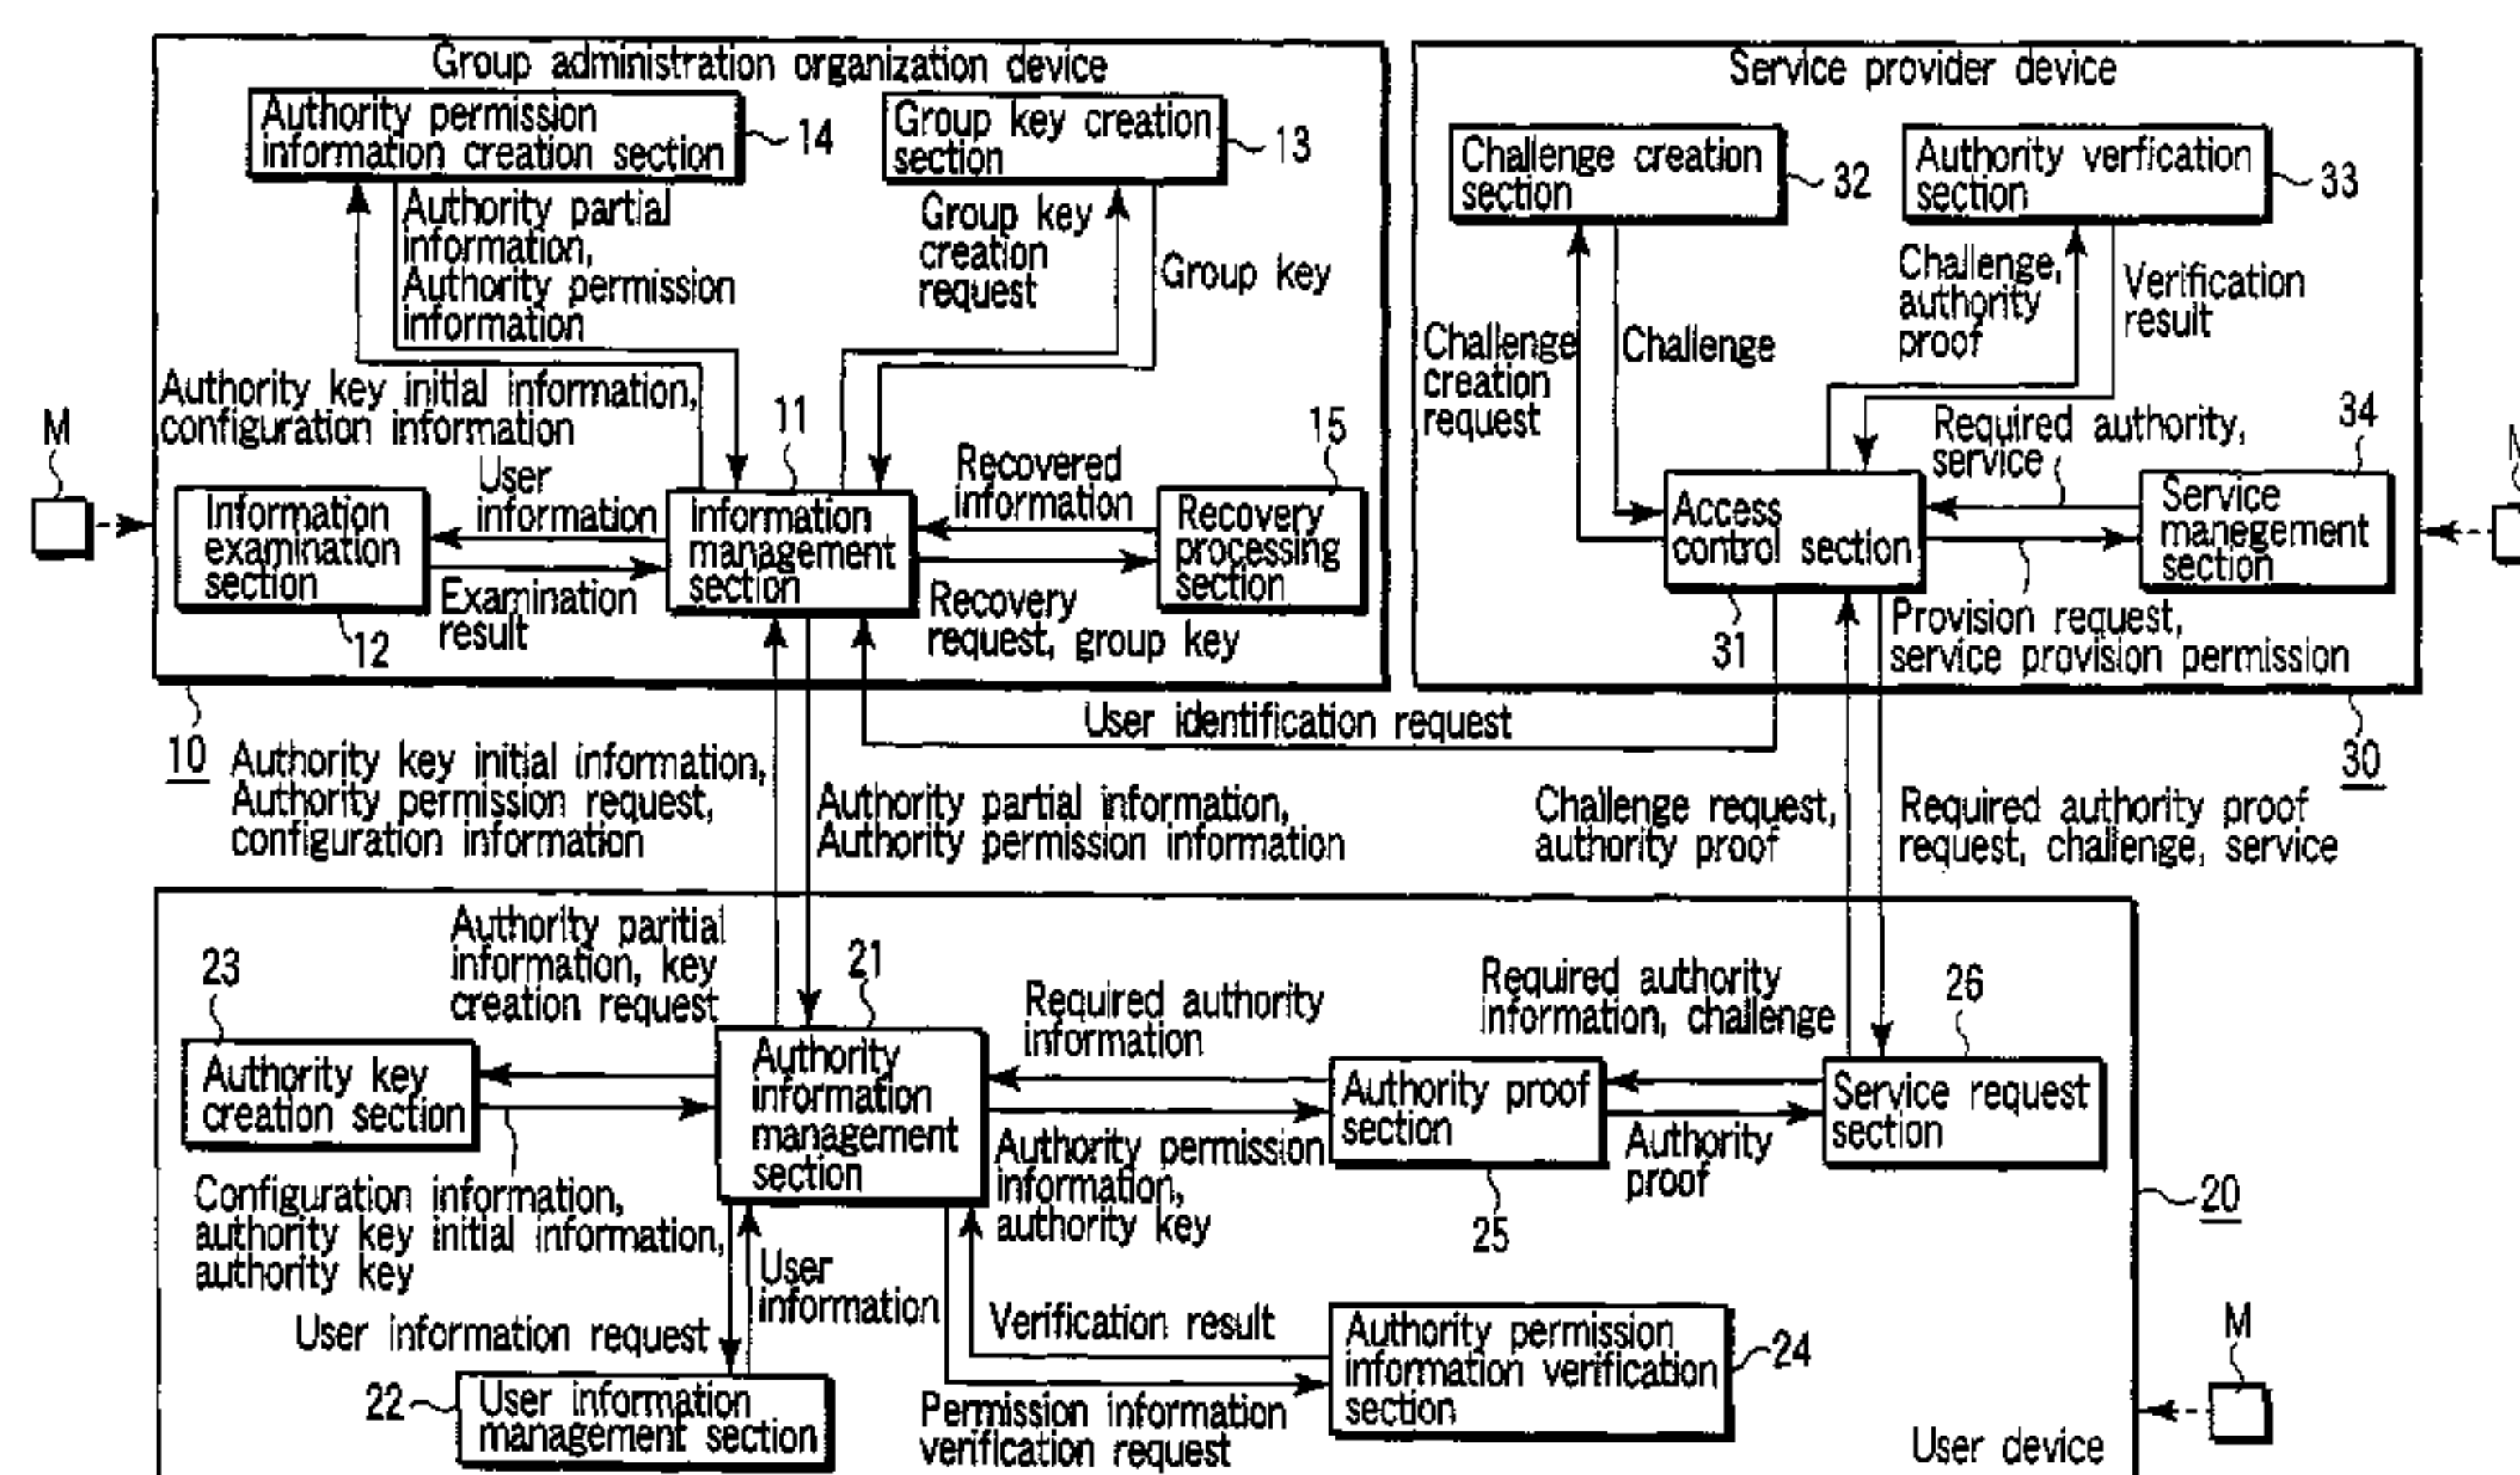 Group administration organization device
Authority permission
information creation section
14
Group key creation
section
13
Authority partial
information,
Authority permission
information
Group key
creation
request
Group key
Authority key initial information,
configuration information
M
11
15
User
information
Recovered
information
Information
examination
section
Information
management
section
Recovery
processing
section
Examination
result
Recovery
request, group key
12
10
Service provider device
Challenge creation
section
32
Authority verfication
section
33
Challenge
creation
request
Challenge
Challenge,
authority
proof
Verification
result
Required authority,
service
34
Access
control section
Service
manegement
section
31
Provision request,
service provision permission
30
User identification request
Authority key initial information,
Authority permission request,
configuration information
Authority partial information,
Authority permission information
Challenge request,
authority proof
Required authority proof
request, challenge, service
23
Authority paritial
information, key
creation request
21
Required authority
information
Required authority
information, challenge
26
Authority key
creation section
Authority
information
management
section
Authority proof
section
Service request
section
Authority permission
information,
authority key
Authority
proof
25
20
Configuration information,
authority key initial information,
authority key
User
information
User information request
Verification result
Authority permission
information verification
section
24
M
22
User information
management section
Permission information
verification request
User device